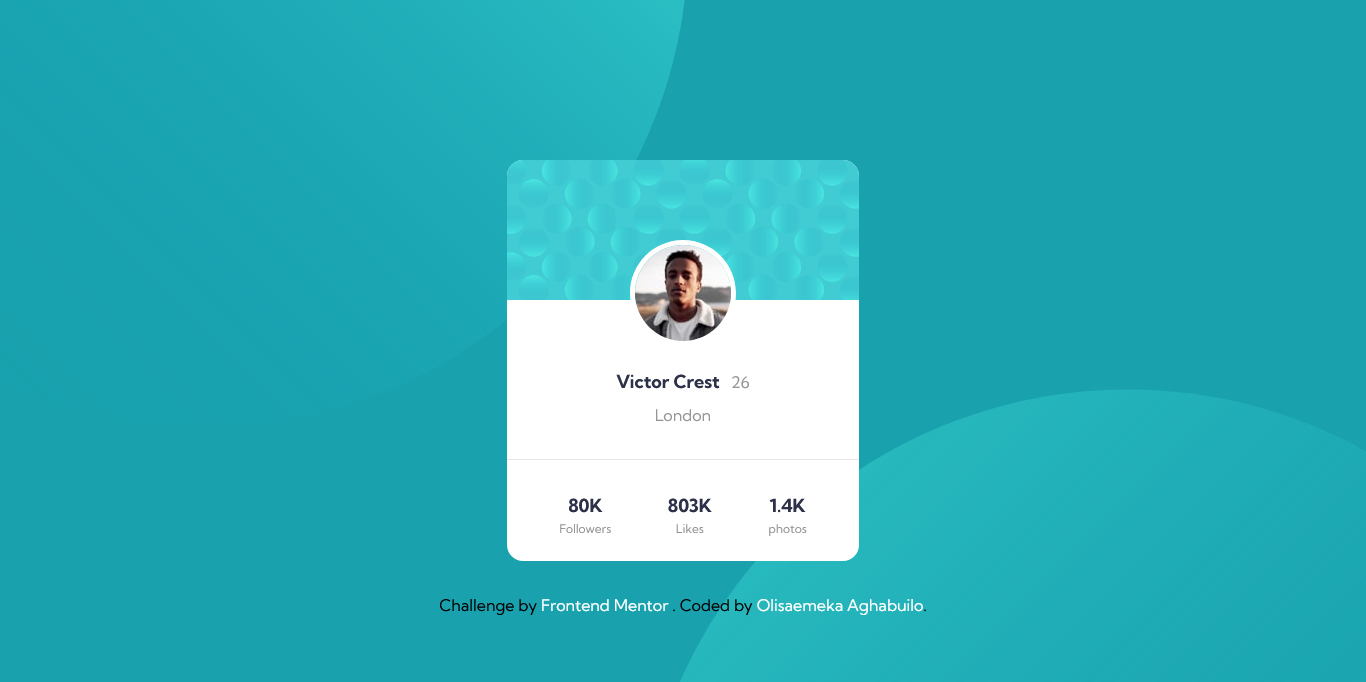 Victor Crest 26
London
80K 803K 1.4K
Followers Likes photos
Challenge by Frontend Mentor . Coded by Olisaemeka Aghabuilo.